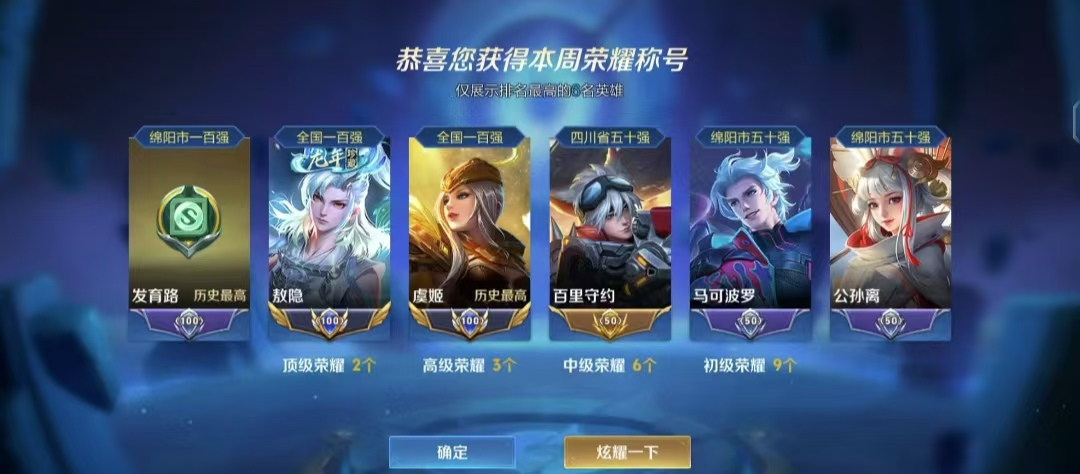 恭喜您获得本周荣耀称号
仅展示排名最高的6名英雄
绵阳市一百强
全国一百强
全国一百强
四川省五十强
绵阳市五十强
绵阳市五十强
龙年
发育路 历史最高
敖隐
虞姬 历史最高
百里守约
马可波罗
公孙离
100
100
100
50
50
50
顶级荣耀 2个
高级荣耀 3个
中级荣耀 6个
初级荣耀 9个
确定
炫耀一下